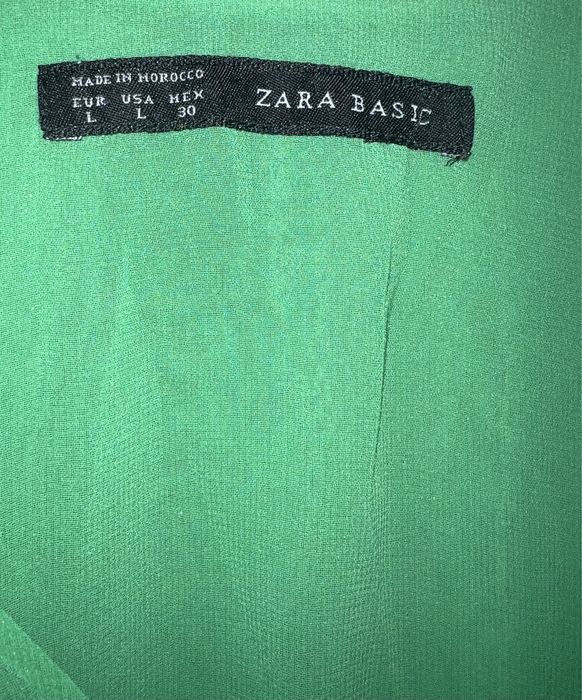 MADE IN MOROCCO
EUR USA MEX
L L 30
ZARA BASIC